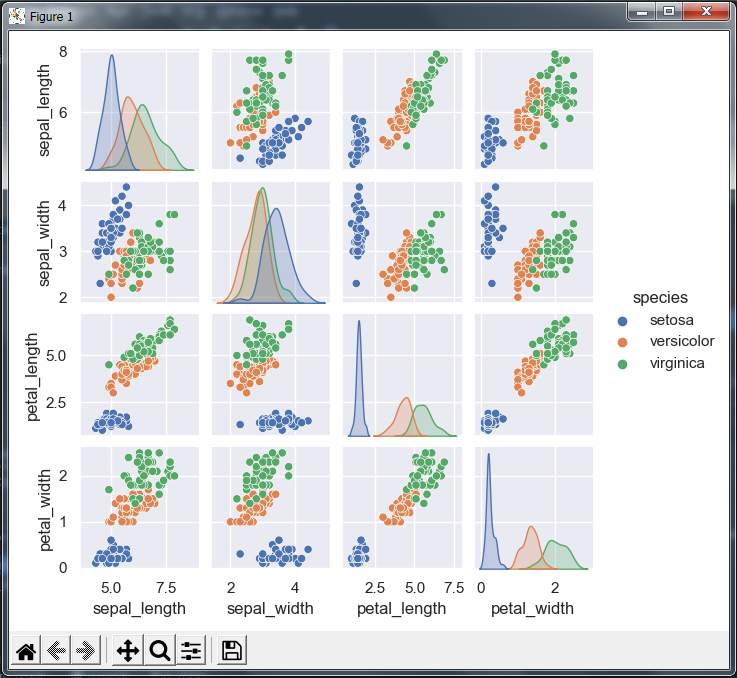 Figure 1
8
6
sepal_length
4
3
2
sepal_width
5.0
2.5
petal_length
2
1
0
petal_width
5.0 7.5
sepal_length
2 4
sepal_width
2.5 5.0 7.5
petal_length
0 2
petal_width
species
setosa
versicolor
virginica